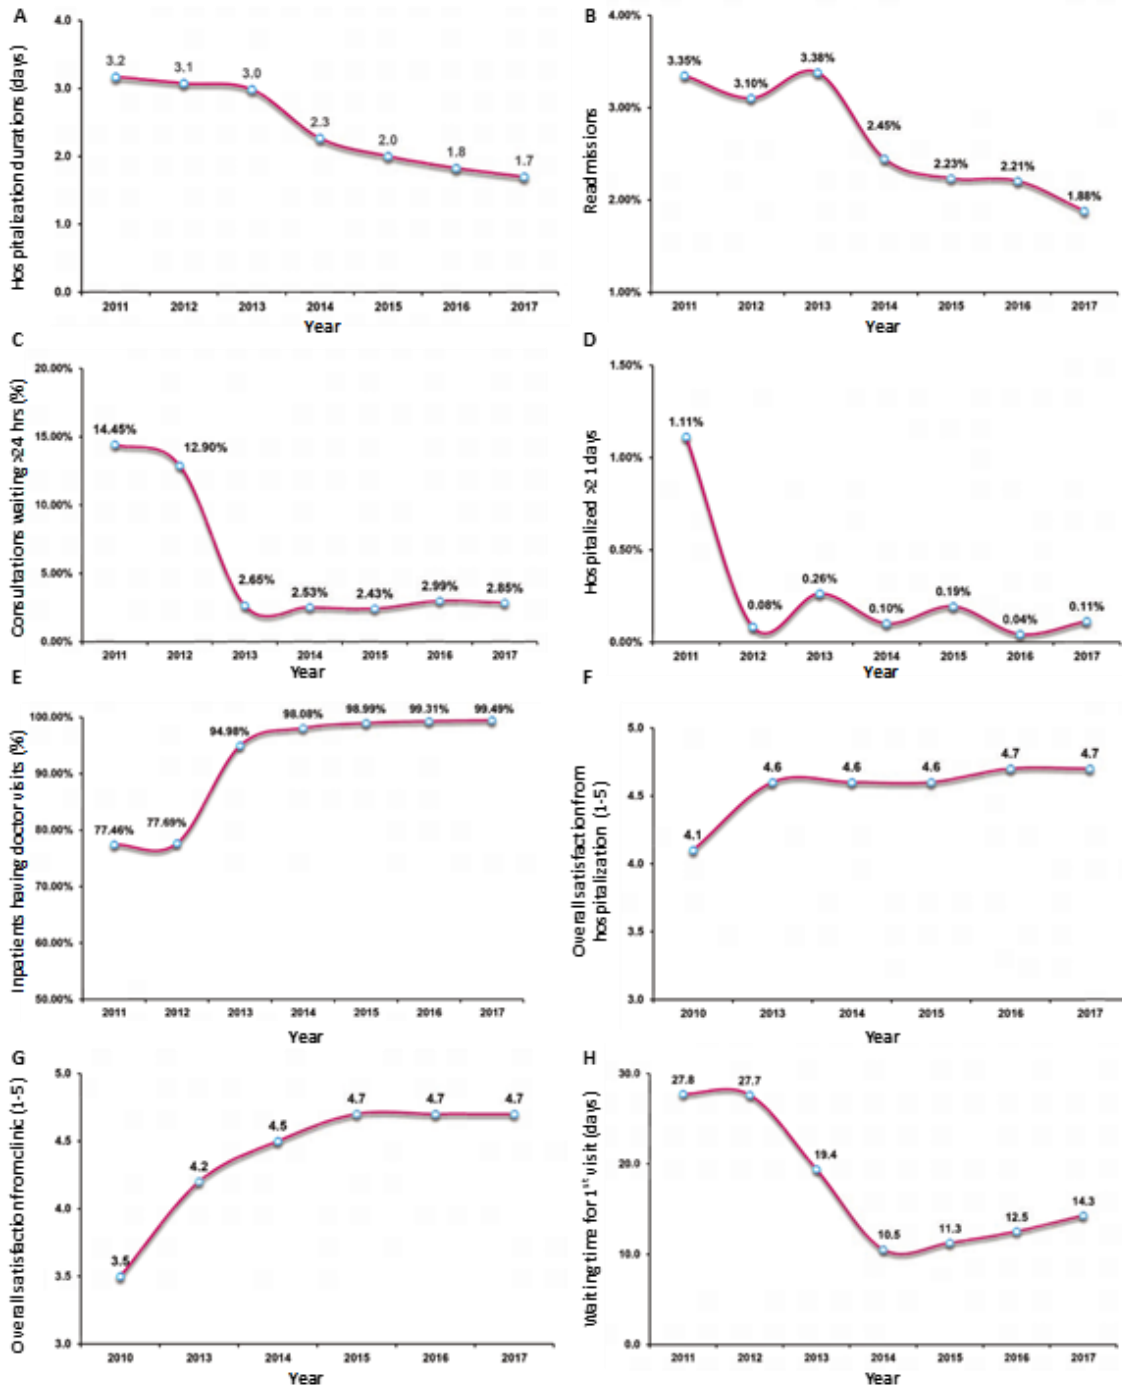 A
Hospitalization durations (days)
4.0
3.0
2.0
1.0
0.0
3.2
3.1
3.0
2.3
2.0
1.8
1.7
2011 2012 2013 2014 2015 2016 2017
Year
B
Readmissions
4.00%
3.00%
2.00%
1.00%
3.35%
3.10%
3.38%
2.45%
2.23%
2.21%
1.88%
2011 2012 2013 2014 2015 2016 2017
Year
C
Consultations waiting >24 hrs (%)
20.00%
15.00%
10.00%
5.00%
0.00%
14.45%
12.90%
2.65%
2.53%
2.43%
2.99%
2.85%
2011 2012 2013 2014 2015 2016 2017
Year
D
Hospitalized >21 days
1.50%
1.00%
0.50%
0.00%
1.11%
0.08%
0.26%
0.10%
0.19%
0.04%
0.11%
2011 2012 2013 2014 2015 2016 2017
Year
E
Inpatients having doctor visits (%)
100.00%
90.00%
80.00%
70.00%
60.00%
50.00%
77.46%
77.69%
94.98%
98.08%
98.99%
99.31%
99.49%
2011 2012 2013 2014 2015 2016 2017
Year
F
Overall satisfaction from
hospitalization (1-5)
5.0
4.5
4.0
3.5
3.0
4.1
4.6
4.6
4.6
4.7
4.7
2010 2013 2014 2015 2016 2017
Year
G
Overall satisfaction from clinic (1-5)
5.0
4.5
4.0
3.5
3.0
3.5
4.2
4.5
4.7
4.7
4.7
2010 2013 2014 2015 2016 2017
Year
H
Waiting time for 1st visit (days)
30.0
20.0
10.0
0.0
27.8
27.7
19.4
10.5
11.3
12.5
14.3
2011 2012 2013 2014 2015 2016 2017
Year